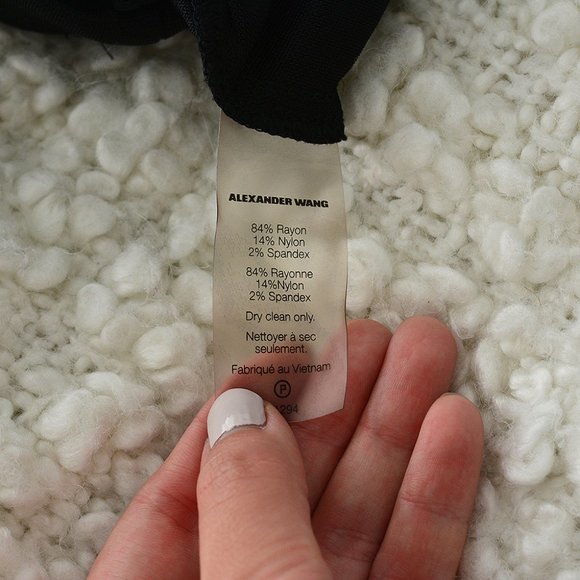 ALEXANDER WANG
84% Rayon
14% Nylon
2% Spandex
84% Rayonne
14%Nylon
2% Spandex
Dry clean only.
Nettoyer à sec
seulement.
Fabriqué au Vietnam
P
294